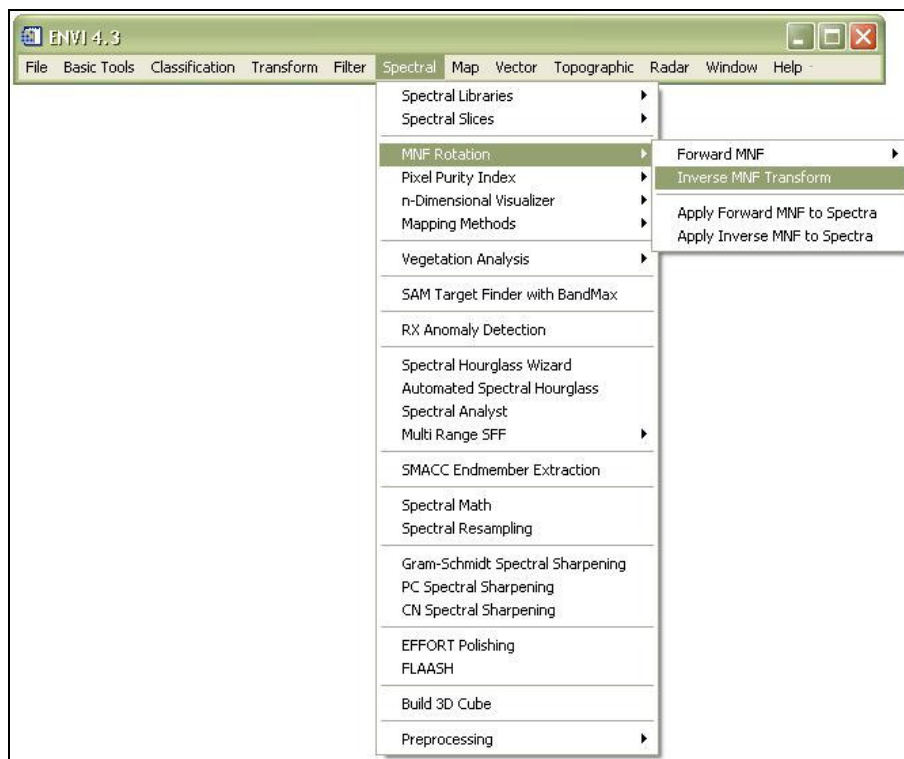 ENVI 4.3
File Basic Tools Classification Transform Filter Spectral Map Vector Topographic Radar Window Help
Spectral Libraries
Spectral Slices
MNF Rotation
Pixel Purity Index
n-Dimensional Visualizer
Mapping Methods
Vegetation Analysis
SAM Target Finder with BandMax
RX Anomaly Detection
Spectral Hourglass Wizard
Automated Spectral Hourglass
Spectral Analyst
Multi Range SFF
SMACC Endmember Extraction
Spectral Math
Spectral Resampling
Gram-Schmidt Spectral Sharpening
PC Spectral Sharpening
CN Spectral Sharpening
EFFORT Polishing
FLAASH
Build 3D Cube
Preprocessing
Forward MNF
Inverse MNF Transform
Apply Forward MNF to Spectra
Apply Inverse MNF to Spectra